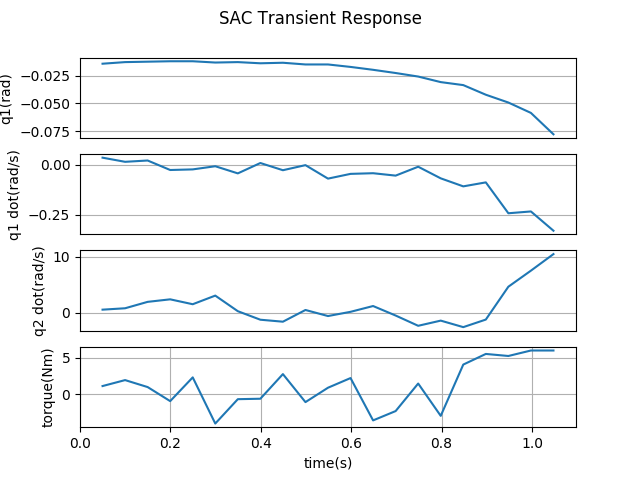 SAC Transient Response
q1(rad)
−0.025
−0.050
−0.075
q1 dot(rad/s)
0.00
−0.25
q2 dot(rad/s)
10
0
torque(Nm)
5
0
0.0 0.2 0.4 0.6 0.8 1.0
time(s)